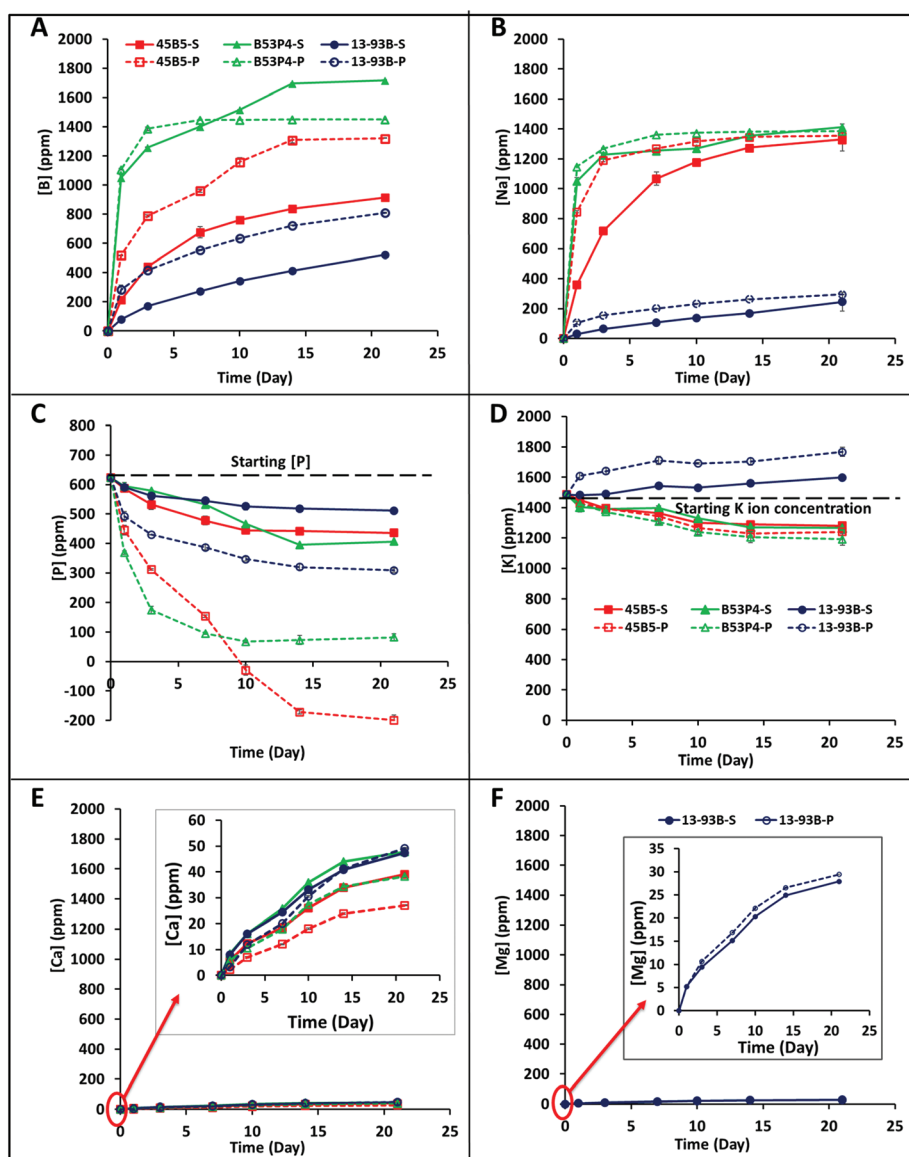 A
45B5-S B53P4-S 13-93B-S
45B5-P B53P4-P 13-93B-P
[B] (ppm)
2000
1800
1600
1400
1200
1000
800
600
400
200
0
0 5 10 15 20 25
Time (Day)
B
[Na] (ppm)
2000
1800
1600
1400
1200
1000
800
600
400
200
0
0 5 10 15 20 25
Time (Day)
C
[P] (ppm)
800
700
600
500
400
300
200
100
0
-100
-200
Starting [P]
0 5 10 15 20 25
Time (Day)
D
[K] (ppm)
2000
1800
1600
1400
1200
1000
800
600
400
200
0
Starting K ion concentration
45B5-S B53P4-S 13-93B-S
45B5-P B53P4-P 13-93B-P
0 5 10 15 20 25
Time (Day)
E
[Ca] (ppm)
2000
1800
1600
1400
1200
1000
800
600
400
200
0
0 5 10 15 20 25
Time (Day)
[Ca] (ppm)
60
50
40
30
20
10
0
0 5 10 15 20 25
Time (Day)
F
13-93B-S 13-93B-P
[Mg] (ppm)
2000
1800
1600
1400
1200
1000
800
600
400
200
0
0 5 10 15 20 25
Time (Day)
[Mg] (ppm)
35
30
25
20
15
10
5
0
0 5 10 15 20 25
Time (Day)